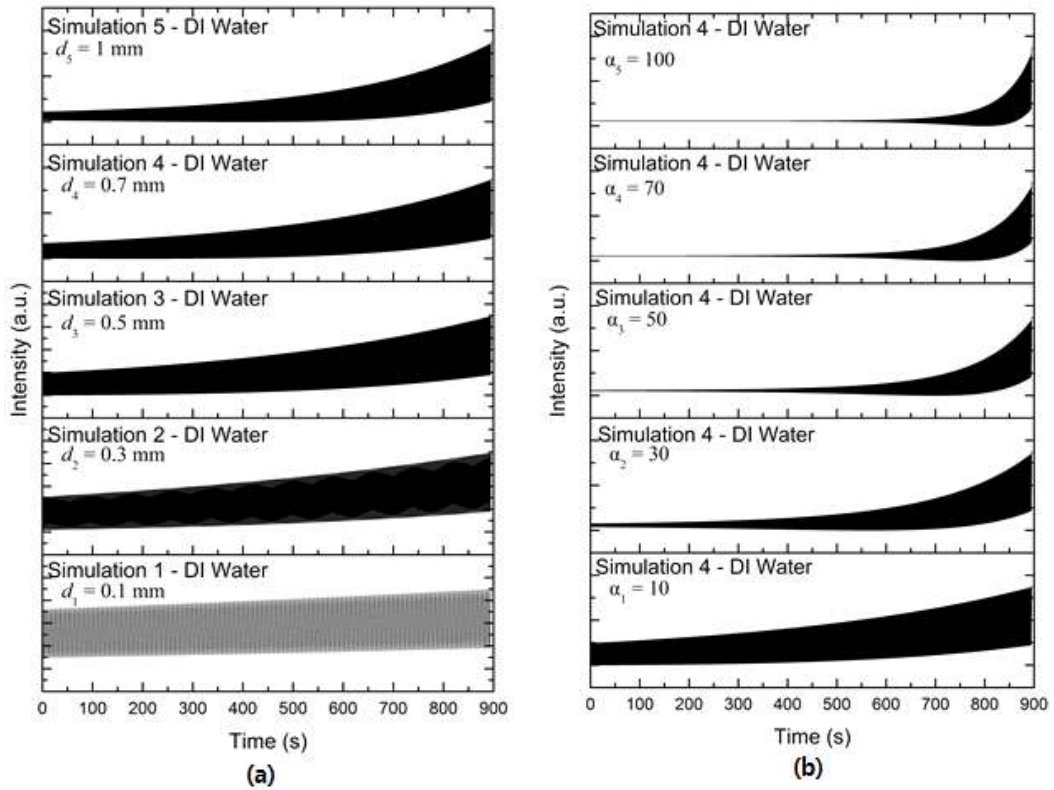 Simulation 5 - DI Water
d₅ = 1 mm
Simulation 4 - DI Water
d₄ = 0.7 mm
Simulation 3 - DI Water
d₃ = 0.5 mm
Simulation 2 - DI Water
d₂ = 0.3 mm
Simulation 1 - DI Water
d₁ = 0.1 mm
Intensity (a.u.)
0 100 200 300 400 500 600 700 800 900
Time (s)
(a)
Simulation 4 - DI Water
α₅ = 100
Simulation 4 - DI Water
α₄ = 70
Simulation 4 - DI Water
α₃ = 50
Simulation 4 - DI Water
α₂ = 30
Simulation 4 - DI Water
α₁ = 10
Intensity (a.u.)
0 100 200 300 400 500 600 700 800 900
Time (s)
(b)